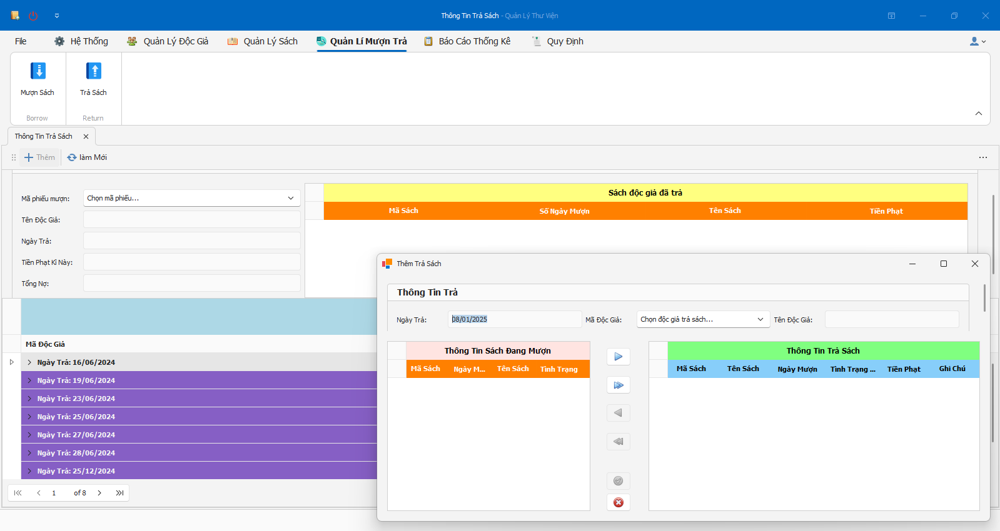 Thông Tin Trả Sách - Quản Lý Thư Viện
File
Hệ Thống
Quản Lý Độc Giả
Quản Lý Sách
Quản Lí Mượn Trả
Báo Cáo Thống Kê
Quy Định
Mượn Sách
Trả Sách
Borrow
Return
Thông Tin Trả Sách
Thêm
làm Mới
Mã phiếu mượn:
Chọn mã phiếu...
Tên Độc Giả:
Ngày Trả:
Tiền Phạt Kì Này:
Tổng Nợ:
Sách độc giả đã trả
Mã Sách
Số Ngày Mượn
Tên Sách
Tiền Phạt
Mã Độc Giả
Ngày Trả: 16/06/2024
Ngày Trả: 19/06/2024
Ngày Trả: 23/06/2024
Ngày Trả: 25/06/2024
Ngày Trả: 27/06/2024
Ngày Trả: 28/06/2024
Ngày Trả: 25/12/2024
1 of 8
Thêm Trả Sách
Thông Tin Trả
Ngày Trả:
08/01/2025
Mã Độc Giả:
Chọn độc giả trả sách...
Tên Độc Giả:
Thông Tin Sách Đang Mượn
Mã Sách
Ngày M...
Tên Sách
Tình Trạng
Thông Tin Trả Sách
Mã Sách
Tên Sách
Ngày Mượn
Tình Trạng ...
Tiền Phạt
Ghi Chú